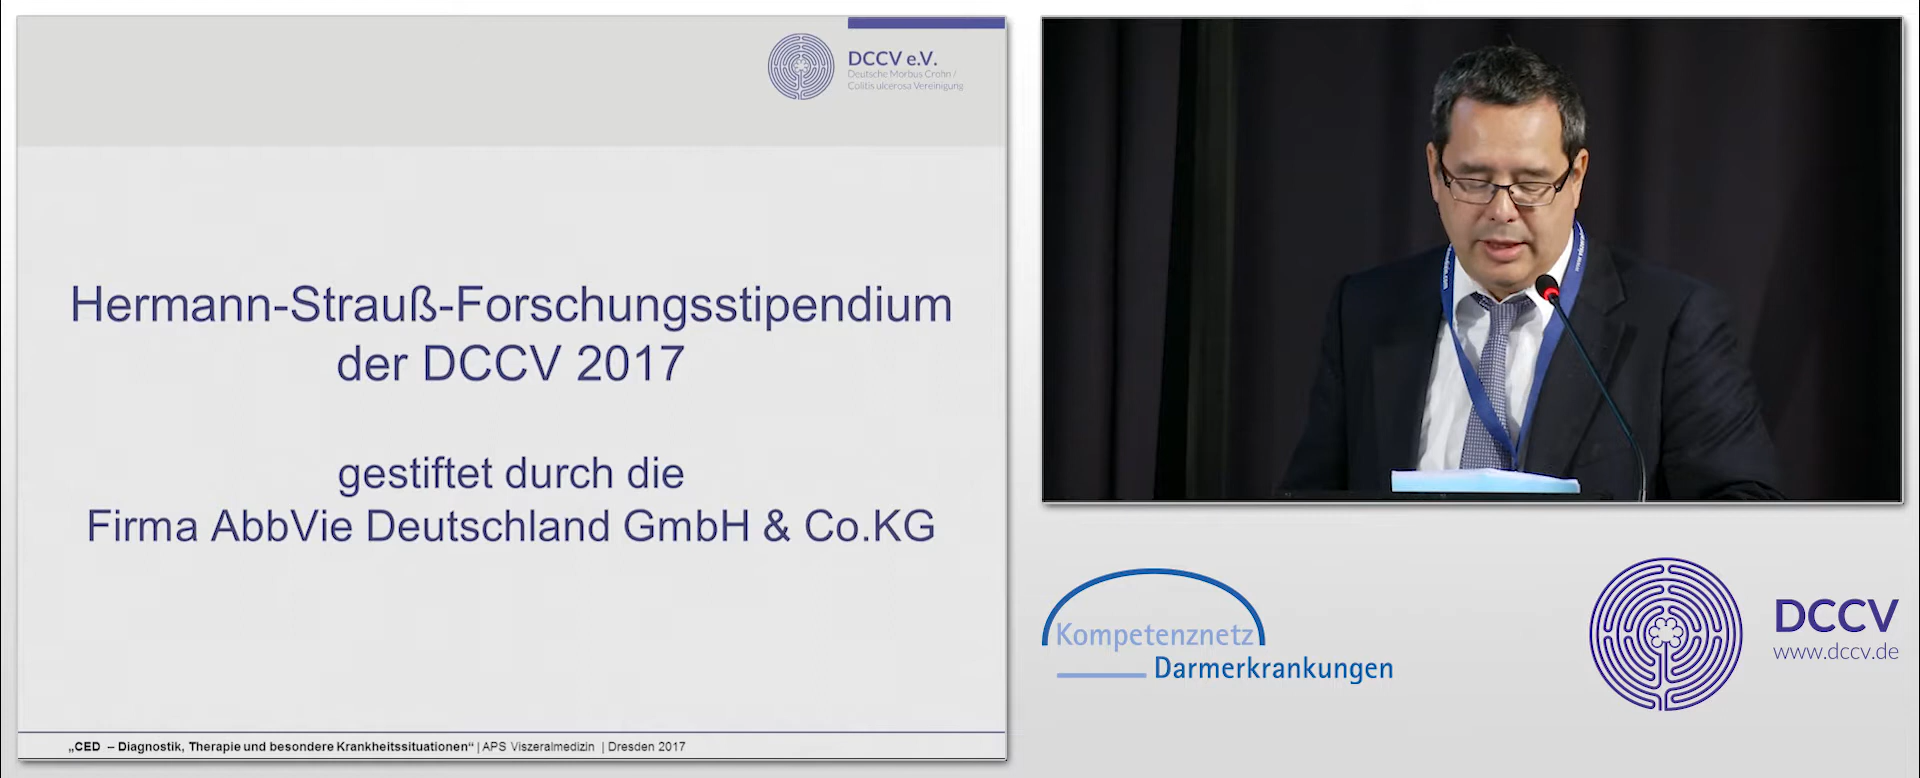 DCCV e.V.
Deutsche Morbus Crohn /
Colitis ulcerosa Vereinigung
Hermann-Strauß-Forschungsstipendium
der DCCV 2017
gestiftet durch die
Firma AbbVie Deutschland GmbH & Co.KG
„CED – Diagnostik, Therapie und besondere Krankheitssituationen“ | APS Viszeralmedizin | Dresden 2017
Kompetenznetz
Darmerkrankungen
DCCV
www.dccv.de